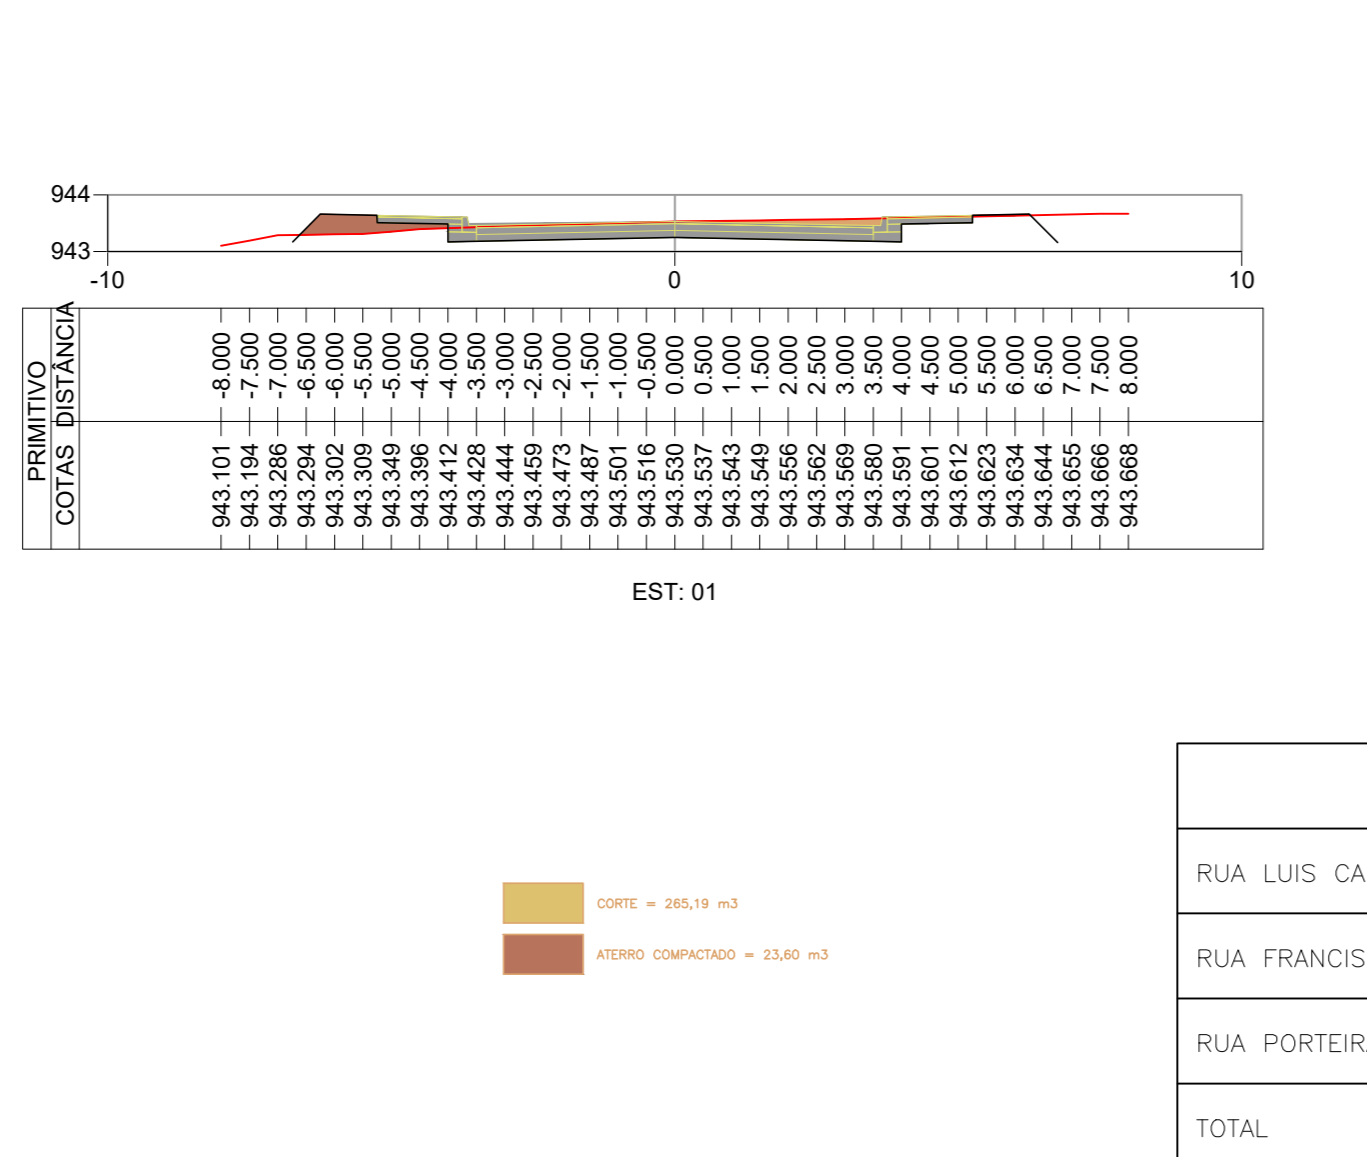 944
943
-10 0 10
PRIMITIVO
DISTÂNCIA -8.000 -7.500 -7.000 -6.500 -6.000 -5.500 -5.000 -4.500 -4.000 -3.500 -3.000 -2.500 -2.000 -1.500 -1.000 -0.500 0.000 0.500 1.000 1.500 2.000 2.500 3.000 3.500 4.000 4.500 5.000 5.500 6.000 6.500 7.000 7.500 8.000
COTAS 943.101 943.194 943.286 943.294 943.302 943.309 943.349 943.396 943.412 943.428 943.444 943.459 943.473 943.487 943.501 943.516 943.530 943.537 943.543 943.549 943.556 943.562 943.569 943.580 943.591 943.601 943.612 943.623 943.634 943.644 943.655 943.666 943.668
EST: 01
CORTE = 265,19 m3
ATERRO COMPACTADO = 23,60 m3
RUA LUIS CA
RUA FRANCIS
RUA PORTEIRA
TOTAL